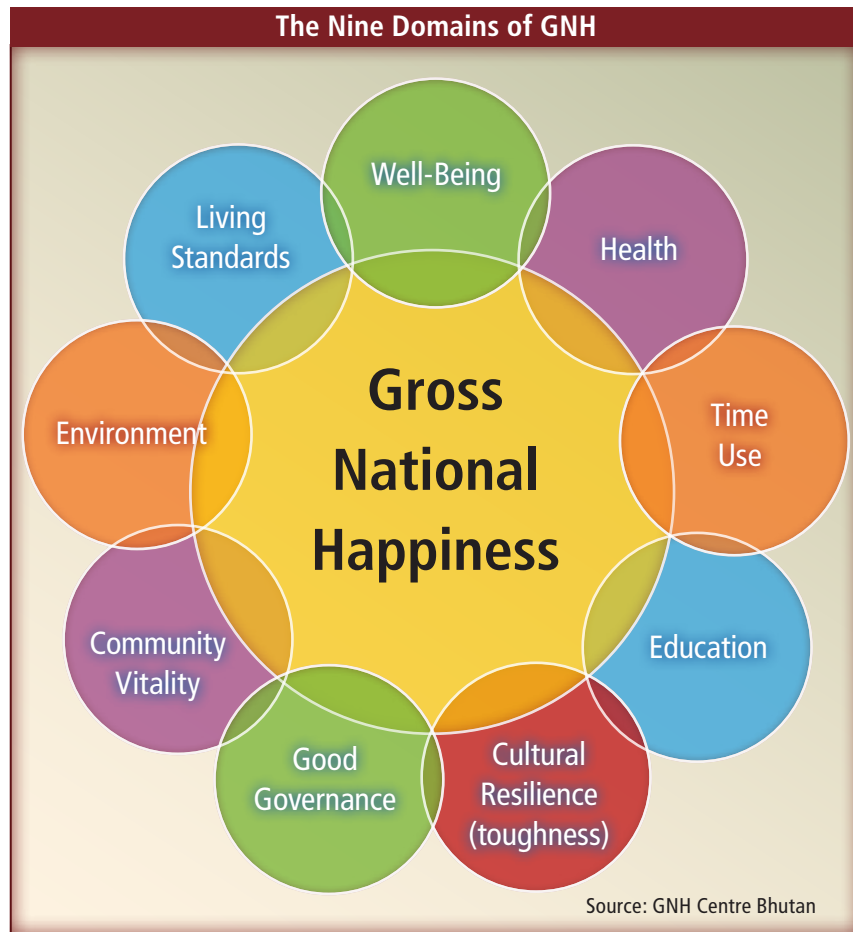 The Nine Domains of GNH
Well-Being
Health
Time
Use
Education
Cultural
Resilience
(toughness)
Good
Governance
Community
Vitality
Environment
Living
Standards
Gross
National
Happiness
Source: GNH Centre Bhutan